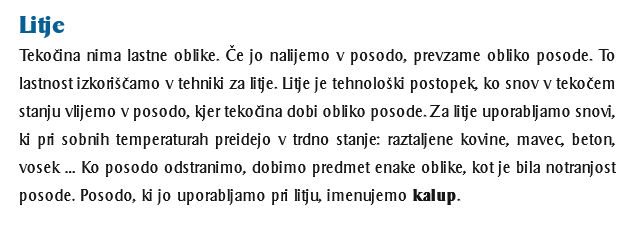 Litje
Tekočina nima lastne oblike. Če jo nalijemo v posodo, prevzame obliko posode. To
lastnost izkoriščamo v tehniki za litje. Litje je tehnološki postopek, ko snov v tekočem
stanju vlijemo v posodo, kjer tekočina dobi obliko posode. Za litje uporabljamo snovi,
ki pri sobnih temperaturah preidejo v trdno stanje: raztaljene kovine, mavec, beton,
vosek ... Ko posodo odstranimo, dobimo predmet enake oblike, kot je bila notranjost
posode. Posodo, ki jo uporabljamo pri litju, imenujemo kalup.